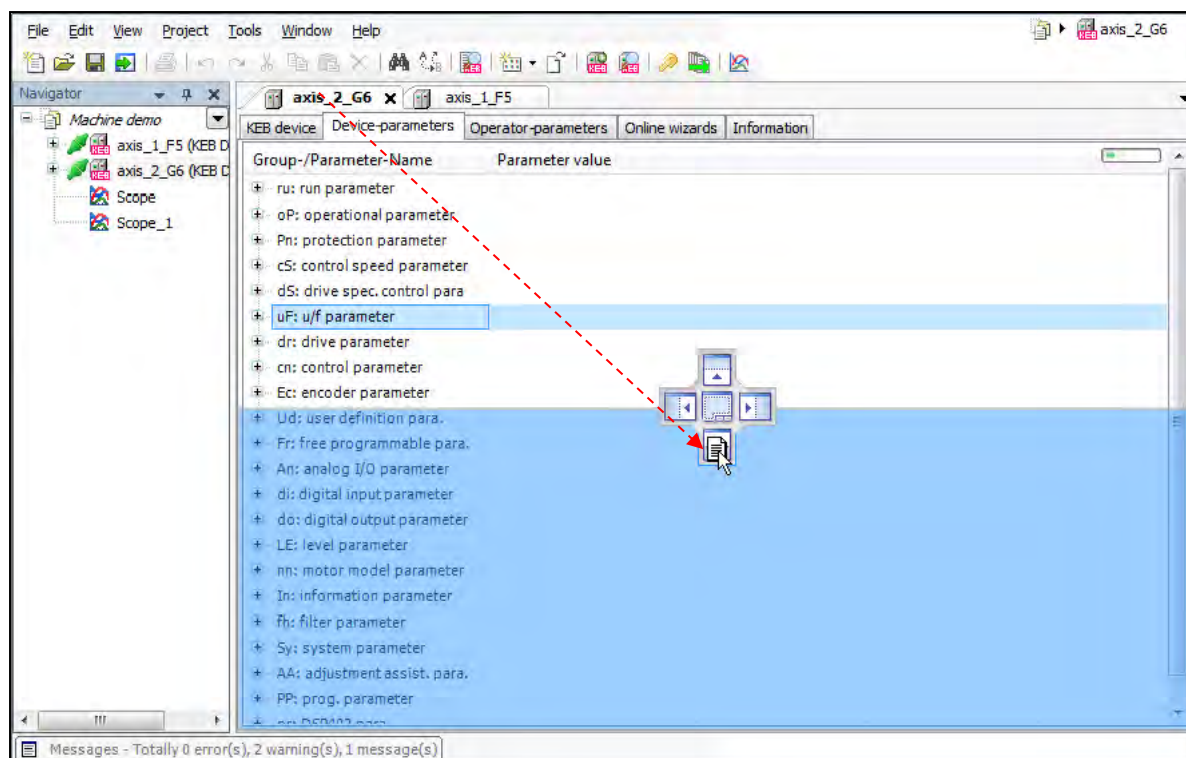 File Edit View Project Tools Window Help
axis_2_G6
Navigator
axis_2_G6 x axis_1_F5
Machine demo
KEB device Device-parameters Operator-parameters Online wizards Information
axis_1_F5 (KEB D
axis_2_G6 (KEB D
Scope
Scope_1
Group-/Parameter-Name Parameter value
ru: run parameter
oP: operational parameter
Pn: protection parameter
cS: control speed parameter
dS: drive spec. control para
uF: u/f parameter
dr: drive parameter
cn: control parameter
Ec: encoder parameter
Ud: user definition para.
Fr: free programmable para.
An: analog I/O parameter
di: digital input parameter
do: digital output parameter
LE: level parameter
nn: motor model parameter
In: information parameter
fh: filter parameter
Sy: system parameter
AA: adjustment assist. para.
PP: prog. parameter
Messages - Totally 0 error(s), 2 warning(s), 1 message(s)